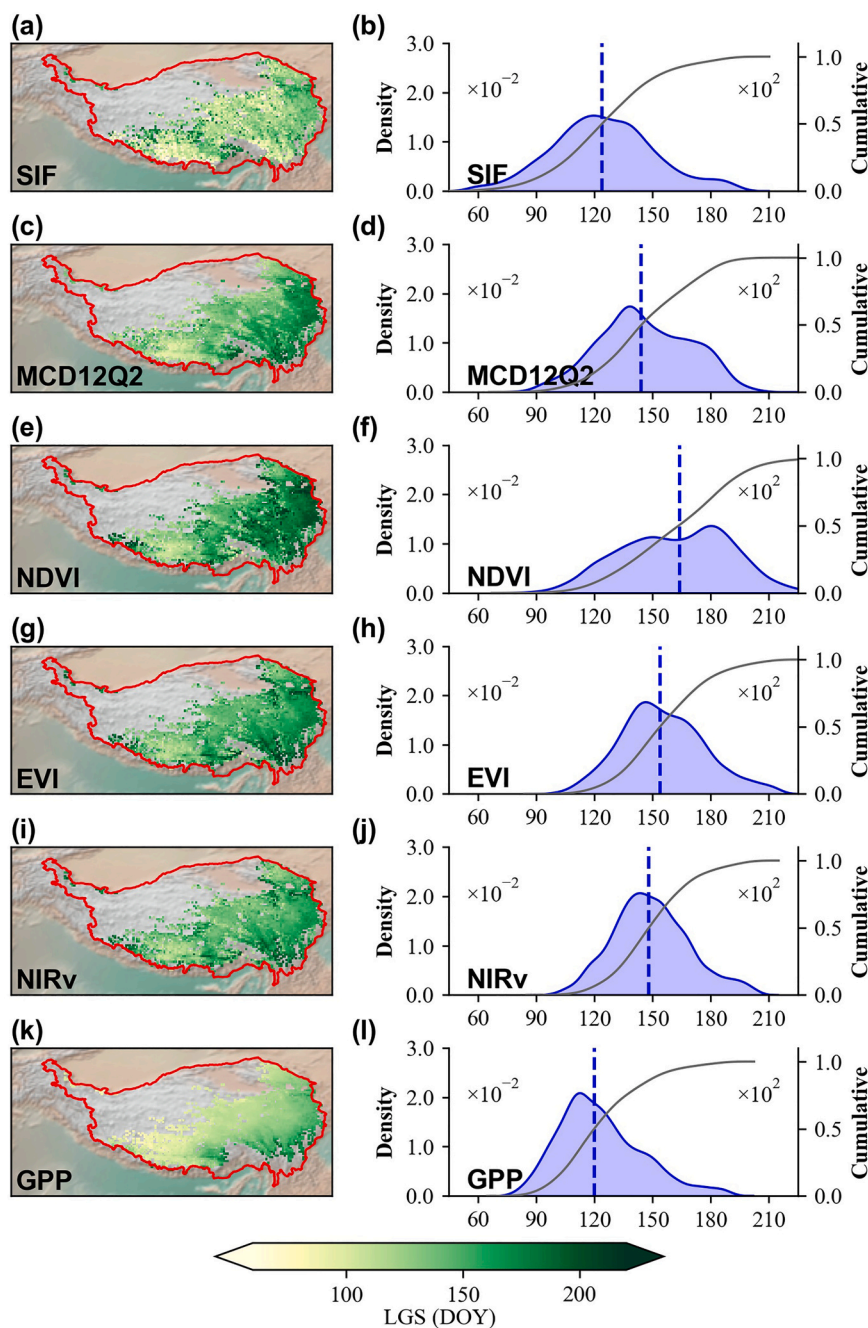 (a) (b)
3.0 1.0
×10⁻² ×10²
2.0
Density 0.5 Cumulative
1.0
SIF SIF
0.0 0.0
60 90 120 150 180 210
(c) (d)
3.0 1.0
×10⁻² ×10²
2.0
Density 0.5 Cumulative
1.0
MCD12Q2 MCD12Q2
0.0 0.0
60 90 120 150 180 210
(e) (f)
3.0 1.0
×10⁻² ×10²
2.0
Density 0.5 Cumulative
1.0
NDVI NDVI
0.0 0.0
60 90 120 150 180 210
(g) (h)
3.0 1.0
×10⁻² ×10²
2.0
Density 0.5 Cumulative
1.0
EVI EVI
0.0 0.0
60 90 120 150 180 210
(i) (j)
3.0 1.0
×10⁻² ×10²
2.0
Density 0.5 Cumulative
1.0
NIRv NIRv
0.0 0.0
60 90 120 150 180 210
(k) (l)
3.0 1.0
×10⁻² ×10²
2.0
Density 0.5 Cumulative
1.0
GPP GPP
0.0 0.0
60 90 120 150 180 210
100 150 200
LGS (DOY)